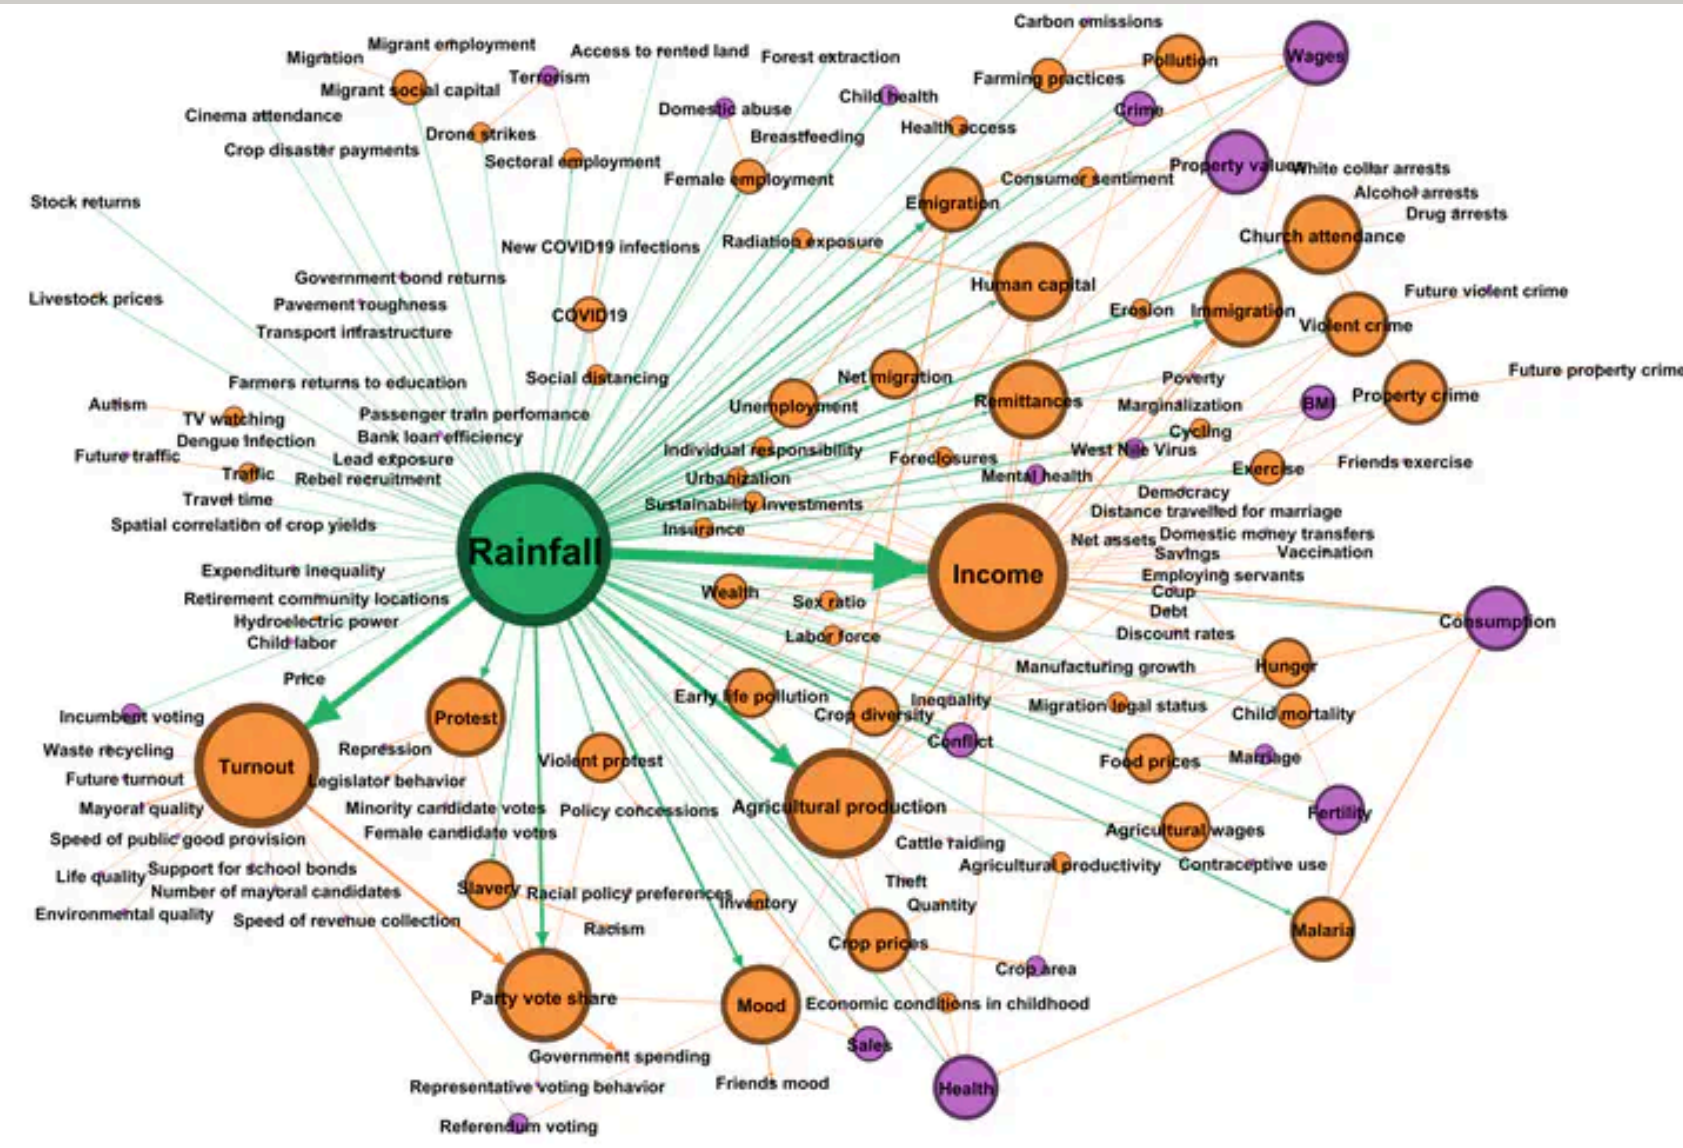 Carbon emissions
Migrant employment
Migration
Access to rented land
Forest extraction
Pollution
Wages
Terrorism
Farming practices
Migrant social capital
Child health
Domestic abuse
Crime
Cinema attendance
Drone strikes
Breastfeeding
Health access
Crop disaster payments
Sectoral employment
Female employment
Consumer sentiment
Property values
White collar arrests
Alcohol arrests
Stock returns
Emigration
Drug arrests
Church attendance
New COVID19 infections
Radiation exposure
Government bond returns
Human capital
Livestock prices
Pavement roughness
COVID19
Erosion
Immigration
Future violent crime
Violent crime
Transport infrastructure
Farmers returns to education
Social distancing
Net migration
Poverty
Future property crime
Autism
TV watching
Passenger train perfomance
Unemployment
Remittances
Marginalization
BMI
Property crime
Dengue infection
Bank loan efficiency
Cycling
Future traffic
Lead exposure
Individual responsibility
Foreclosures
West Nile Virus
Traffic
Rebel recruitment
Urbanization
Mental health
Exercise
Friends exercise
Travel time
Sustainability investments
Democracy
Distance travelled for marriage
Spatial correlation of crop yields
Insurance
Net assets
Domestic money transfers
Rainfall
Income
Savings
Vaccination
Expenditure inequality
Employing servants
Retirement community locations
Wealth
Sex ratio
Coup
Debt
Consumption
Hydroelectric power
Labor force
Discount rates
Child labor
Price
Manufacturing growth
Hunger
Incumbent voting
Protest
Early life pollution
Crop diversity
Inequality
Migration legal status
Child mortality
Waste recycling
Repression
Violent protest
Conflict
Food prices
Marriage
Turnout
Future turnout
Legislator behavior
Mayoral quality
Minority candidate votes
Policy concessions
Agricultural production
Fertility
Speed of public good provision
Female candidate votes
Cattle raiding
Agricultural wages
Life quality
Support for school bonds
Agricultural productivity
Contraceptive use
Number of mayoral candidates
Slavery
Racial policy preferences
Inventory
Theft
Quantity
Environmental quality
Speed of revenue collection
Racism
Crop prices
Malaria
Crop area
Party vote share
Mood
Economic conditions in childhood
Sales
Government spending
Representative voting behavior
Friends mood
Health
Referendum voting